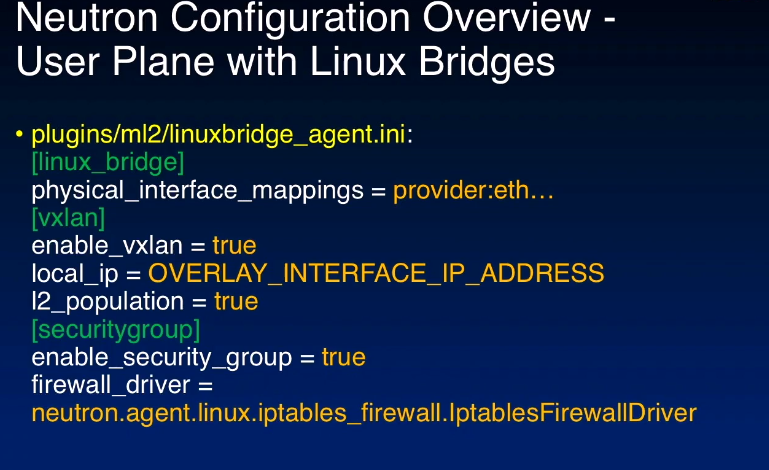 Neutron Configuration Overview -
User Plane with Linux Bridges
• plugins/ml2/linuxbridge_agent.ini:
[linux_bridge]
physical_interface_mappings = provider:eth…
[vxlan]
enable_vxlan = true
local_ip = OVERLAY_INTERFACE_IP_ADDRESS
l2_population = true
[securitygroup]
enable_security_group = true
firewall_driver =
neutron.agent.linux.iptables_firewall.IptablesFirewallDriver